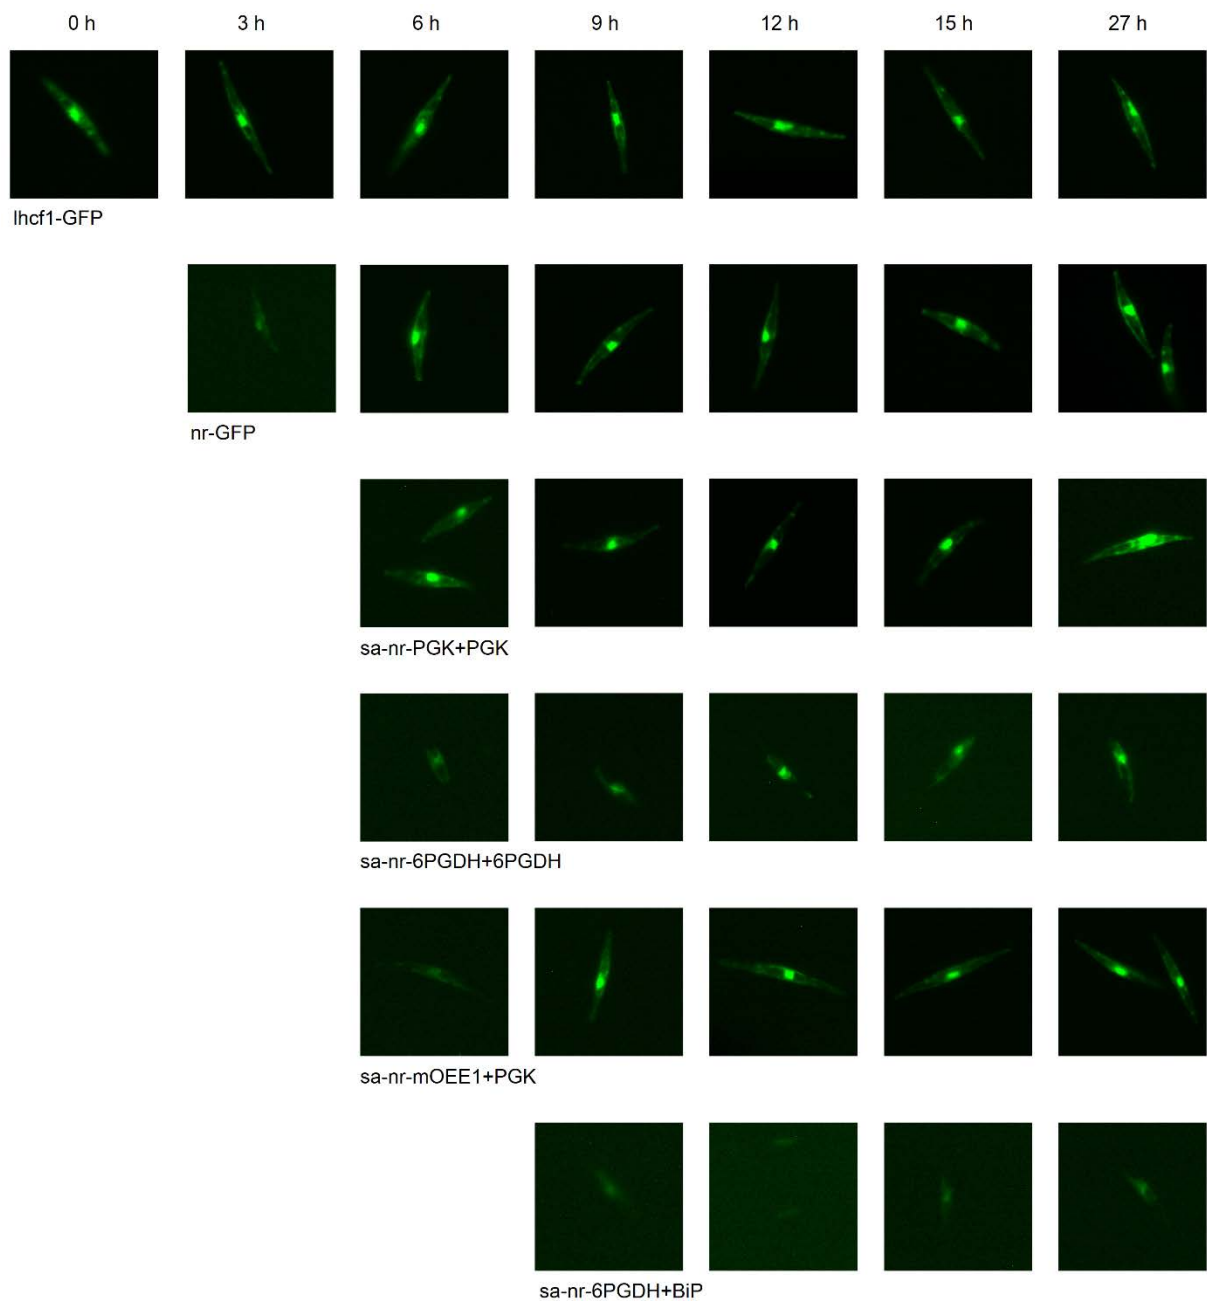 0 h 3 h 6 h 9 h 12 h 15 h 27 h
lhcf1-GFP
nr-GFP
sa-nr-PGK+PGK
sa-nr-6PGDH+6PGDH
sa-nr-mOEE1+PGK
sa-nr-6PGDH+BiP